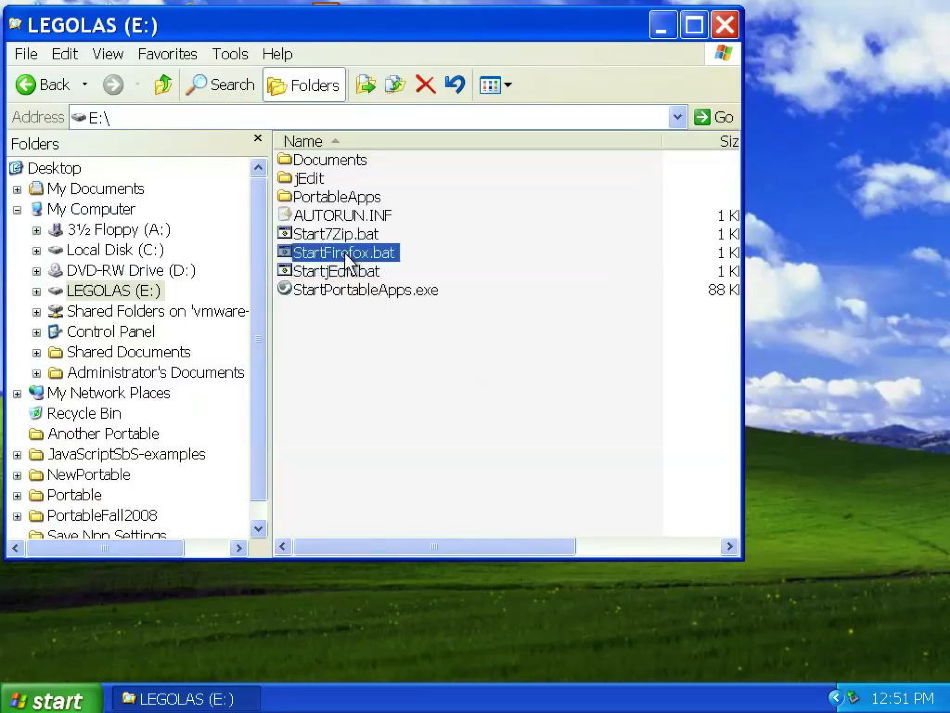 LEGOLAS (E:)
File Edit View Favorites Tools Help
Back Search Folders
Address E:\ Go
Folders
Desktop
My Documents
My Computer
3½ Floppy (A:)
Local Disk (C:)
DVD-RW Drive (D:)
LEGOLAS (E:)
Shared Folders on 'vmware-
Control Panel
Shared Documents
Administrator's Documents
My Network Places
Recycle Bin
Another Portable
JavaScriptSbS-examples
NewPortable
Portable
PortableFall2008
Save Npp Settings
Name Siz
Documents
jEdit
PortableApps
AUTORUN.INF 1 K
Start7Zip.bat 1 K
StartFirefox.bat 1 K
StartjEdit.bat 1 K
StartPortableApps.exe 88 K
start LEGOLAS (E:) 12:51 PM